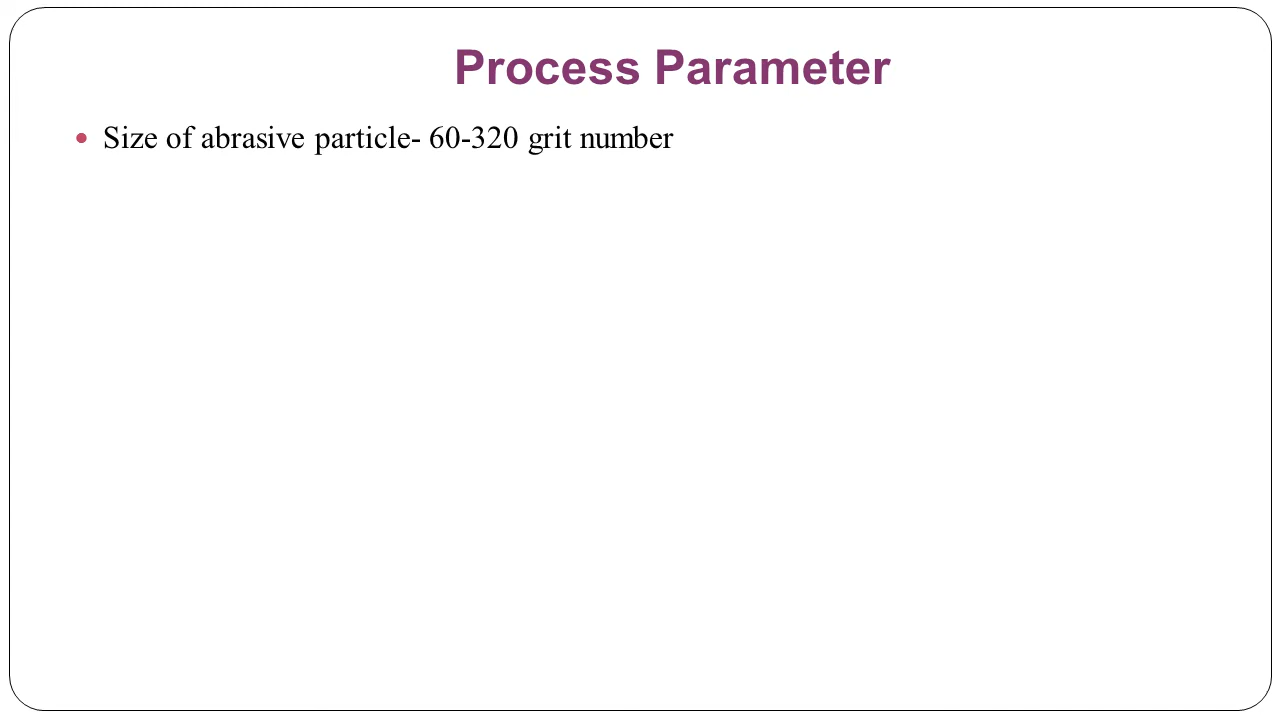 Process Parameter
Size of abrasive particle- 60-320 grit number